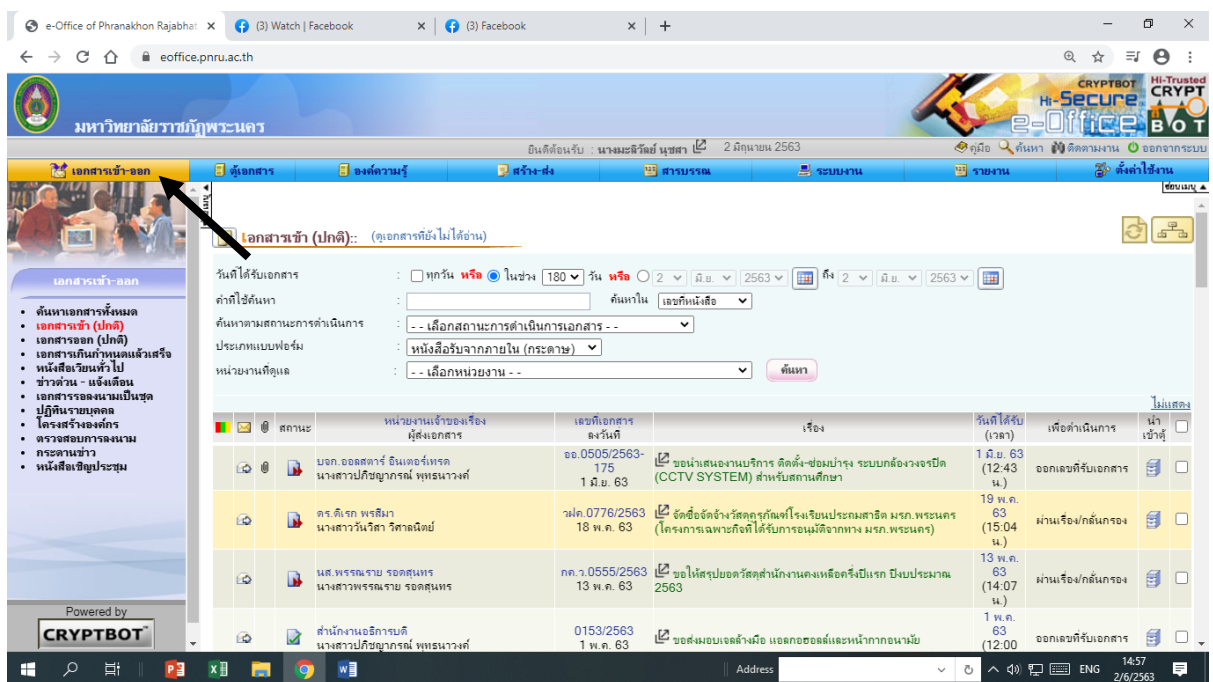 e-Office of Phranakhon Rajabhat
(3) Watch | Facebook
(3) Facebook
eoffice.pnru.ac.th
มหาวิทยาลัยราชภัฏพระนคร
CRYPTBOT
Hi-Secure
e-Office
Hi-Trusted
CRYPT
BOT
ยินดีต้อนรับ : นางมะลิวัลย์ นุชสา 2 มิถุนายน 2563
คู่มือ ค้นหา ติดตามงาน ออกจากระบบ
เอกสารเข้า-ออก ตู้เอกสาร องค์ความรู้ สร้าง-ส่ง สารบรรณ ระบบงาน รายงาน ตั้งค่าใช้งาน
ซ่อนเมนู
เอกสารเข้า (ปกติ):: (ดูเอกสารที่ยังไม่ได้อ่าน)
เอกสารเข้า-ออก
ค้นหาเอกสารทั้งหมด
เอกสารเข้า (ปกติ)
เอกสารออก (ปกติ)
เอกสารเกินกำหนดแล้วเสร็จ
หนังสือเวียนทั่วไป
ข่าวด่วน - แจ้งเตือน
เอกสารรอลงนามเป็นชุด
ปฏิทินรายบุคคล
โครงสร้างองค์กร
ตรวจสอบการลงนาม
กระดานข่าว
หนังสือเชิญประชุม
Powered by
CRYPTBOT
วันที่ได้รับเอกสาร : ทุกวัน หรือ ในช่วง 180 วัน หรือ 2 มิ.ย. 2563 ถึง 2 มิ.ย. 2563
คำที่ใช้ค้นหา : ค้นหาใน เลขที่หนังสือ
ค้นหาตามสถานะการดำเนินการ : - - เลือกสถานะการดำเนินการเอกสาร - -
ประเภทแบบฟอร์ม : หนังสือรับจากภายใน (กระดาษ)
หน่วยงานที่ดูแล : - - เลือกหน่วยงาน - - ค้นหา
ไม่แสดง
สถานะ
หน่วยงานเจ้าของเรื่อง
ผู้ส่งเอกสาร
เลขที่เอกสาร
ลงวันที่
เรื่อง
วันที่ได้รับ
(เวลา)
เพื่อดำเนินการ
นำ
เข้าตู้
บจก.ออลสตาร์ อินเตอร์เทรด
นางสาวปภิชญาภรณ์ พุทธนาวงศ์
ออ.0505/2563-
175
1 มิ.ย. 63
ขอนำเสนองานบริการ ติดตั้ง-ซ่อมบำรุง ระบบกล้องวงจรปิด
(CCTV SYSTEM) สำหรับสถานศึกษา
1 มิ.ย. 63
(12:43
น.)
ออกเลขที่รับเอกสาร
ดร.ดิเรก พรสีมา
นางสาววันวิสา วิศาลนิตย์
วฝค.0776/2563
18 พ.ค. 63
จัดซื้อจัดจ้างวัสดุครุภัณฑ์โรงเรียนประถมสาธิต มรภ.พระนคร
(โครงการเฉพาะกิจที่ได้รับการอนุมัติจากทาง มรภ.พระนคร)
19 พ.ค.
63
(15:04
น.)
ผ่านเรื่อง/กลั่นกรอง
นส.พรรณราย รอดสุนทร
นางสาวพรรณราย รอดสุนทร
กค.ว.0555/2563
13 พ.ค. 63
ขอให้สรุปยอดวัสดุสำนักงานคงเหลือครึ่งปีแรก ปีงบประมาณ
2563
13 พ.ค.
63
(14:07
น.)
ผ่านเรื่อง/กลั่นกรอง
สำนักงานอธิการบดี
นางสาวปภิชญาภรณ์ พุทธนาวงศ์
0153/2563
1 พ.ค. 63
ขอส่งมอบเจลล้างมือ แอลกอฮอลล์และหน้ากากอนามัย
1 พ.ค.
63
(12:00
ออกเลขที่รับเอกสาร
Address
ENG
14:57
2/6/2563